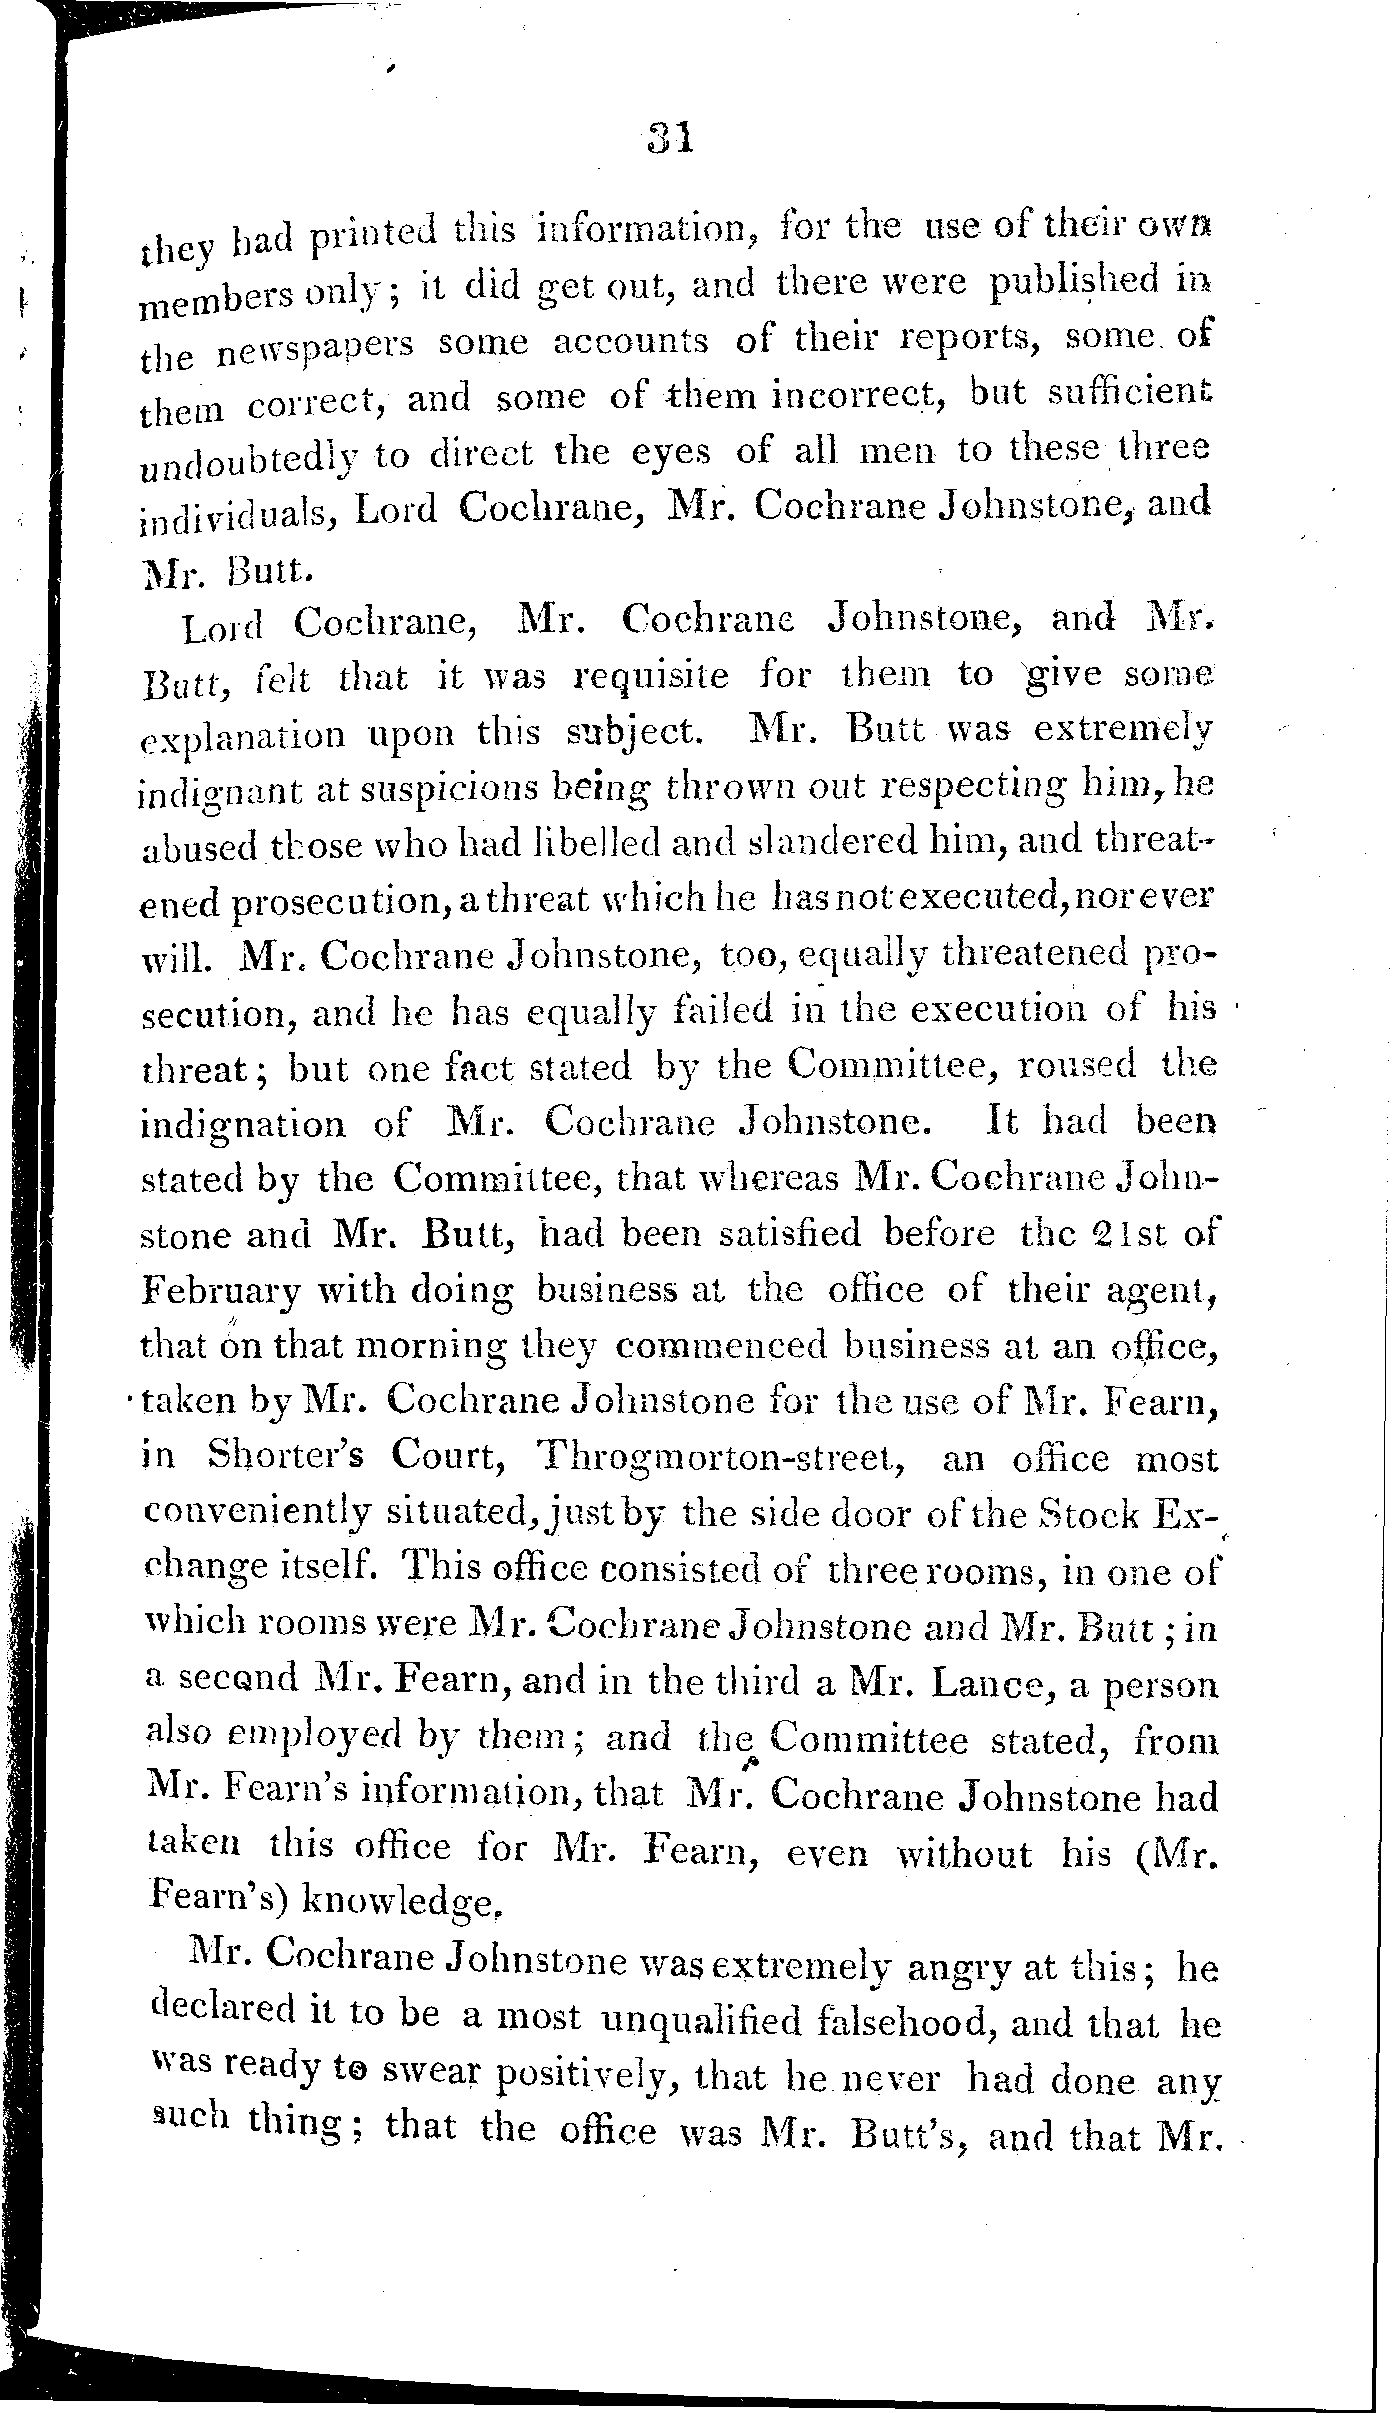 31
they had printed this information, for the use of their own
members only; it did get out, and there were published in
the newspapers some accounts of their reports, some of
them correct, and some of them incorrect, but sufficient
undoubtedly to direct the eyes of all men to these three
individuals, Lord Cochrane, Mr. Cochrane Johnstone, and
Mr. Butt.
Lord Cochrane, Mr. Cochrane Johnstone, and Mr.
Butt, felt that it was requisite for them to give some
explanation upon this subject. Mr. Butt was extremely
indignant at suspicions being thrown out respecting him, he
abused those who had libelled and slandered him, and threat-
ened prosecution, a threat which he has not executed, nor ever
will. Mr. Cochrane Johnstone, too, equally threatened pro-
secution, and he has equally failed in the execution of his
threat; but one fact stated by the Committee, roused the
indignation of Mr. Cochrane Johnstone. It had been
stated by the Committee, that whereas Mr. Cochrane John-
stone and Mr. Butt, had been satisfied before the 21st of
February with doing business at the office of their agent,
that on that morning they commenced business at an office,
taken by Mr. Cochrane Johnstone for the use of Mr. Fearn,
in Shorter's Court, Throgmorton-street, an office most
conveniently situated, just by the side door of the Stock Ex-
change itself. This office consisted of three rooms, in one of
which rooms were Mr. Cochrane Johnstone and Mr. Butt; in
a second Mr. Fearn, and in the third a Mr. Lance, a person
also employed by them; and the Committee stated, from
Mr. Fearn's information, that Mr. Cochrane Johnstone had
taken this office for Mr. Fearn, even without his (Mr.
Fearn's) knowledge.
Mr. Cochrane Johnstone was extremely angry at this; he
declared it to be a most unqualified falsehood, and that he
was ready to swear positively, that he never had done any
such thing; that the office was Mr. Butt's, and that Mr.